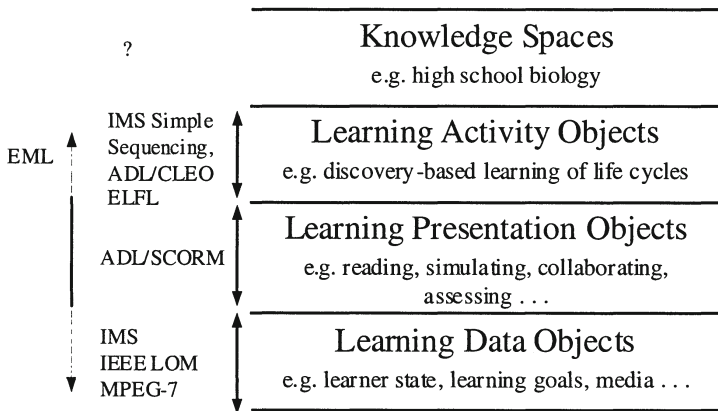 ?
Knowledge Spaces
e.g. high school biology
EML
IMS Simple
Sequencing,
ADL/CLEO
ELFL
Learning Activity Objects
e.g. discovery-based learning of life cycles
ADL/SCORM
Learning Presentation Objects
e.g. reading, simulating, collaborating,
assessing . . .
IMS
IEEE LOM
MPEG-7
Learning Data Objects
e.g. learner state, learning goals, media . . .